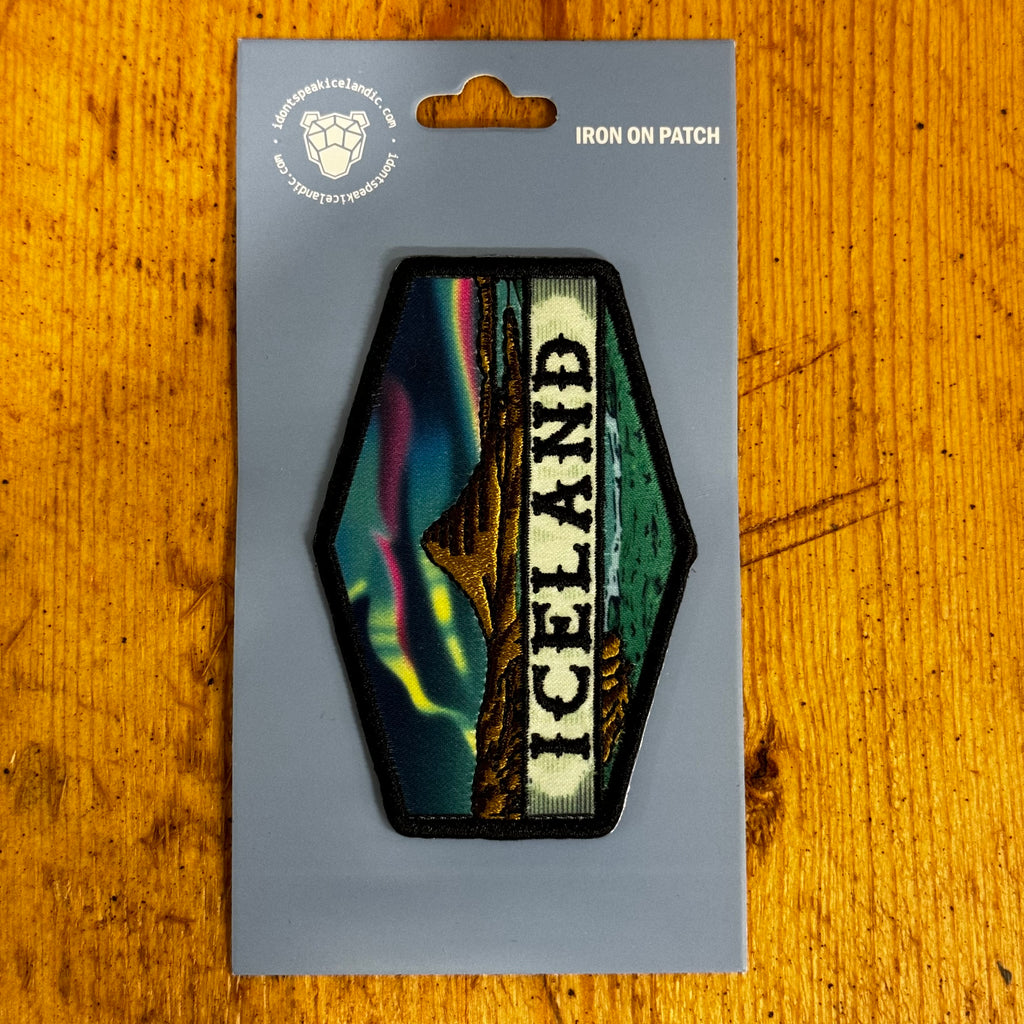 idontspeakicelandic.com • idontspeakicelandic.com •
IRON ON PATCH
ICELAND